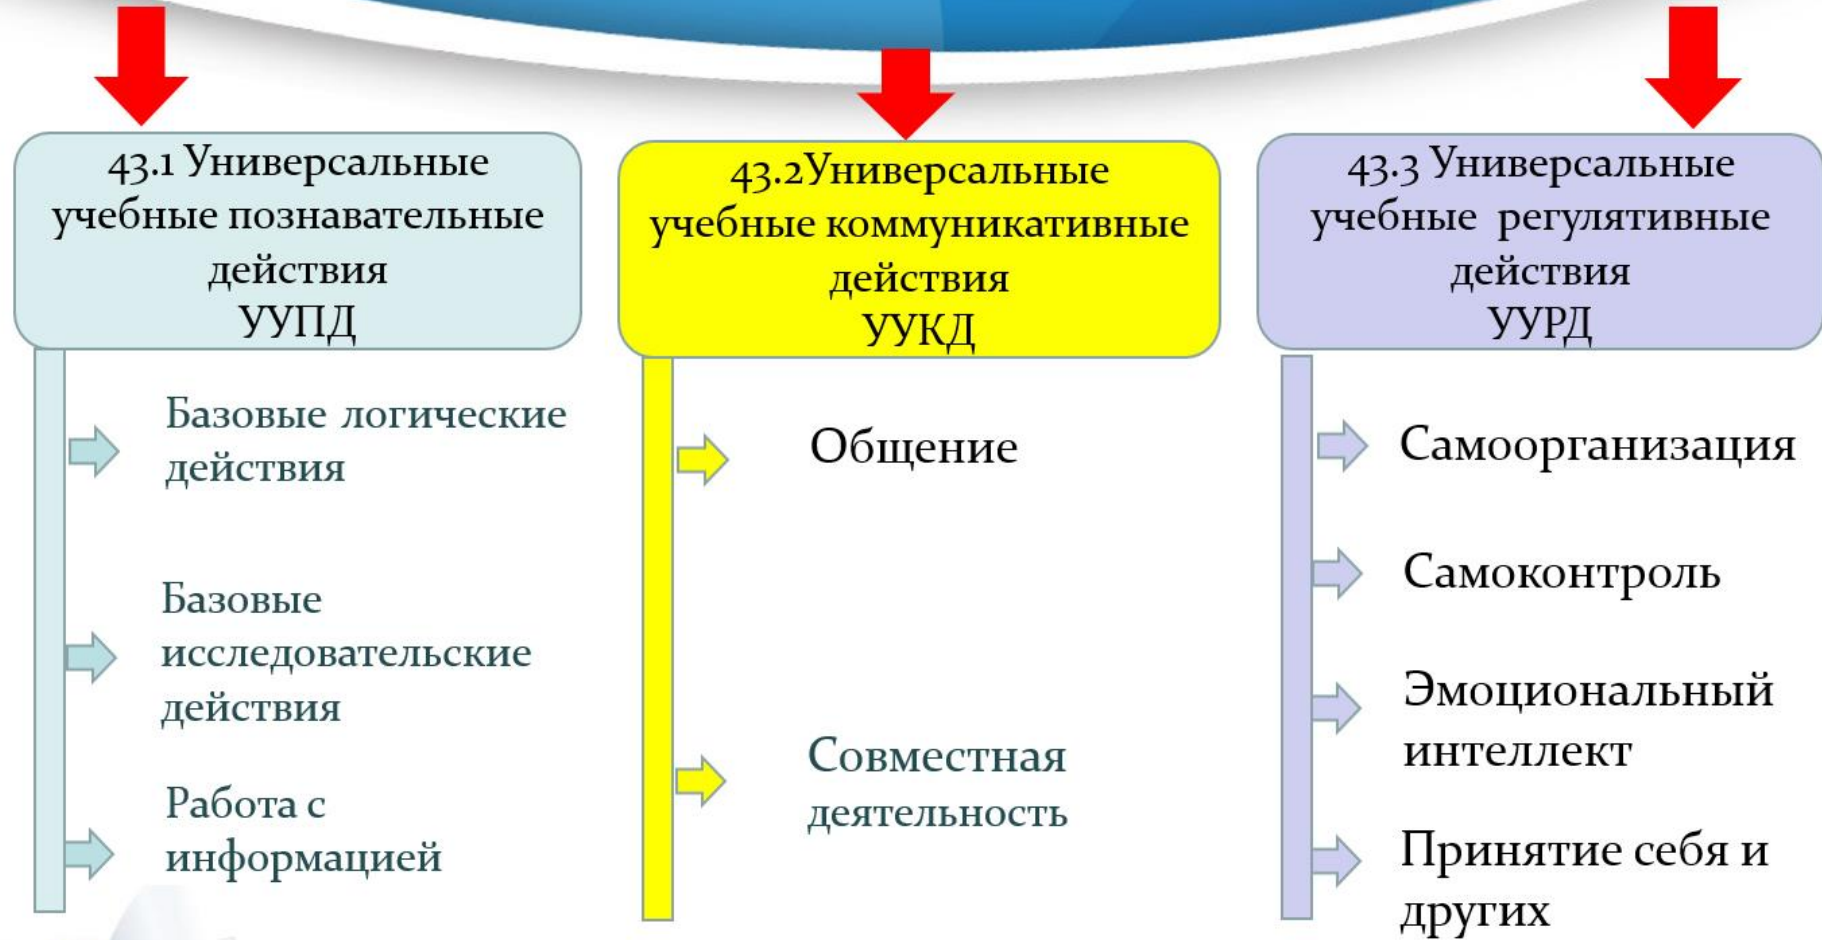 43.1 Универсальные
учебные познавательные
действия
УУПД
Базовые логические
действия
Базовые
исследовательские
действия
Работа с
информацией
43.2Универсальные
учебные коммуникативные
действия
УУКД
Общение
Совместная
деятельность
43.3 Универсальные
учебные регулятивные
действия
УУРД
Самоорганизация
Самоконтроль
Эмоциональный
интеллект
Принятие себя и
других